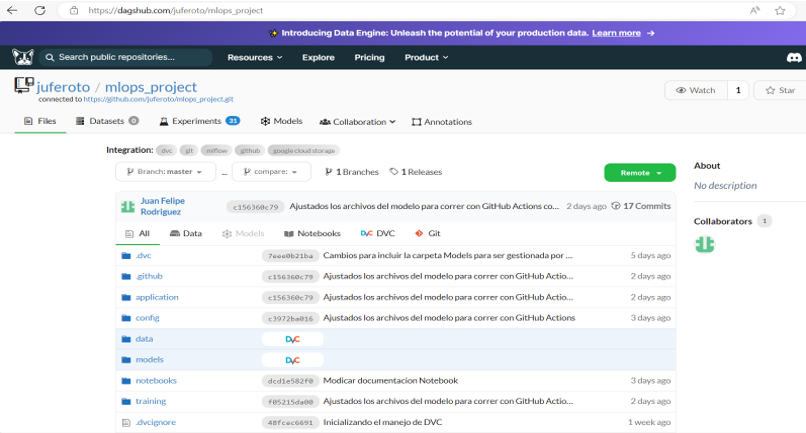 https://dagshub.com/juferoto/mlops_project
✨ Introducing Data Engine: Unleash the potential of your production data. Learn more →
Search public repositories... Resources Explore Pricing Product
juferoto / mlops_project Watch 1 Star
connected to https://github.com/juferoto/mlops_project.git
Files Datasets 0 Experiments 31 Models Collaboration Annotations
Integration: dvc git mlflow github google cloud storage
Branch: master ... compare: 1 Branches 1 Releases Remote
About
No description
Juan Felipe Rodriguez c156360c79 Ajustados los archivos del modelo para correr con GitHub Actions co... 2 days ago 17 Commits
Collaborators 1
All Data Models Notebooks DVC DVC Git
.dvc 7eee0b21ba Cambios para incluir la carpeta Models para ser gestionada por ... 5 days ago
.github c156360c79 Ajustados los archivos del modelo para correr con GitHub Actio... 2 days ago
application c156360c79 Ajustados los archivos del modelo para correr con GitHub Actio... 2 days ago
config c3972ba016 Ajustados los archivos del modelo para correr con GitHub Actions 3 days ago
data DVC
models DVC
notebooks dcd1e582f0 Modicar documentacion Notebook 3 days ago
training f05215da00 Ajustados los archivos del modelo para correr con GitHub Actio... 2 days ago
.dvcignore 48fcec6691 Inicializando el manejo de DVC 1 week ago